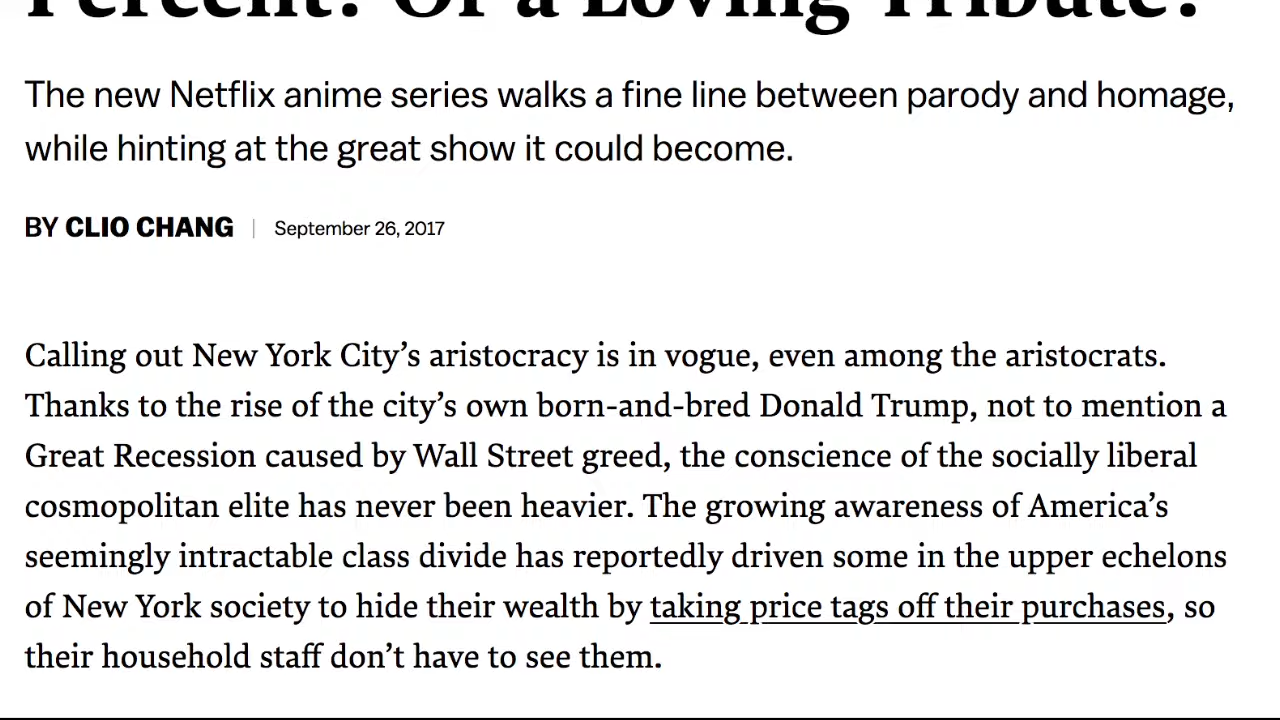 Percent? Or a Loving Tribute?
The new Netflix anime series walks a fine line between parody and homage,
while hinting at the great show it could become.
BY CLIO CHANG | September 26, 2017
Calling out New York City’s aristocracy is in vogue, even among the aristocrats.
Thanks to the rise of the city’s own born-and-bred Donald Trump, not to mention a
Great Recession caused by Wall Street greed, the conscience of the socially liberal
cosmopolitan elite has never been heavier. The growing awareness of America’s
seemingly intractable class divide has reportedly driven some in the upper echelons
of New York society to hide their wealth by taking price tags off their purchases, so
their household staff don’t have to see them.